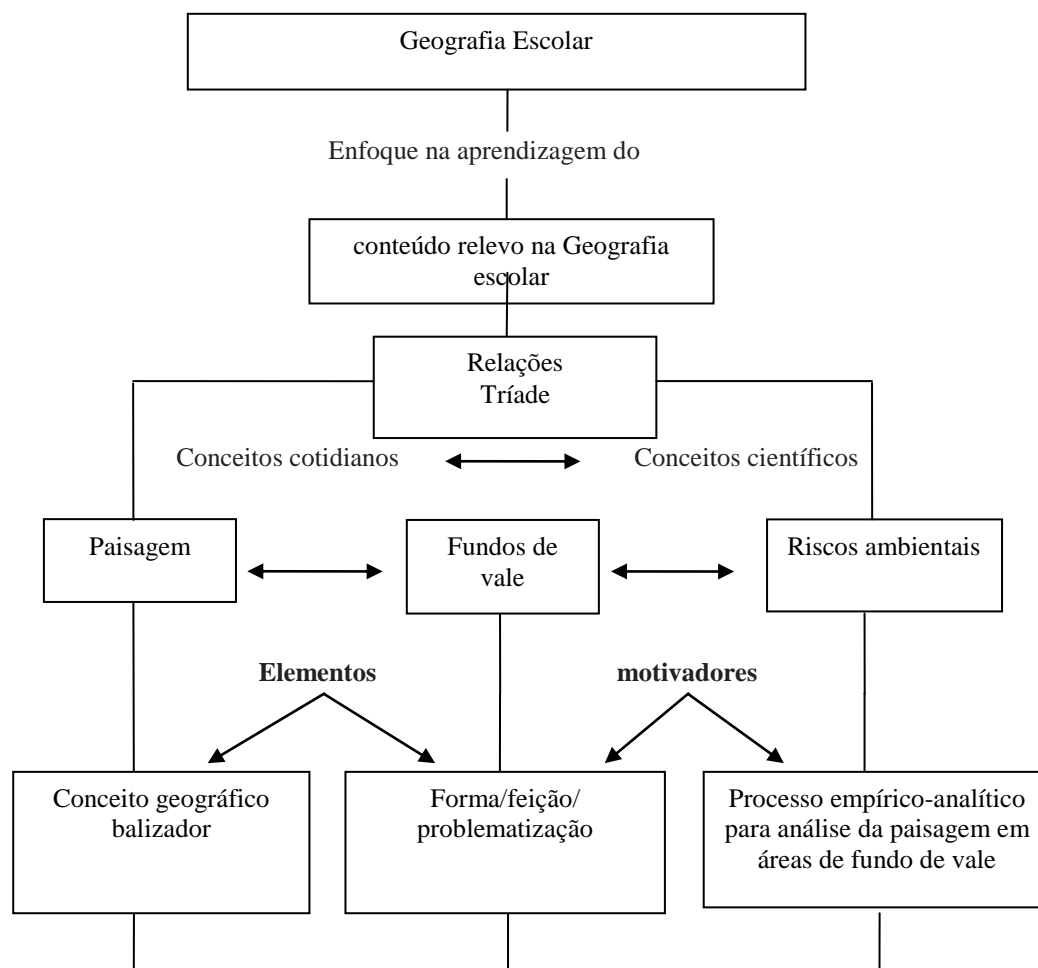 Geografia Escolar
Enfoque na aprendizagem do
conteúdo relevo na Geografia
escolar
Relações
Tríade
Conceitos cotidianos
Conceitos científicos
Paisagem
Fundos de
vale
Riscos ambientais
Elementos
motivadores
Conceito geográfico
balizador
Forma/feição/
problematização
Processo empírico-analítico
para análise da paisagem em
áreas de fundo de vale